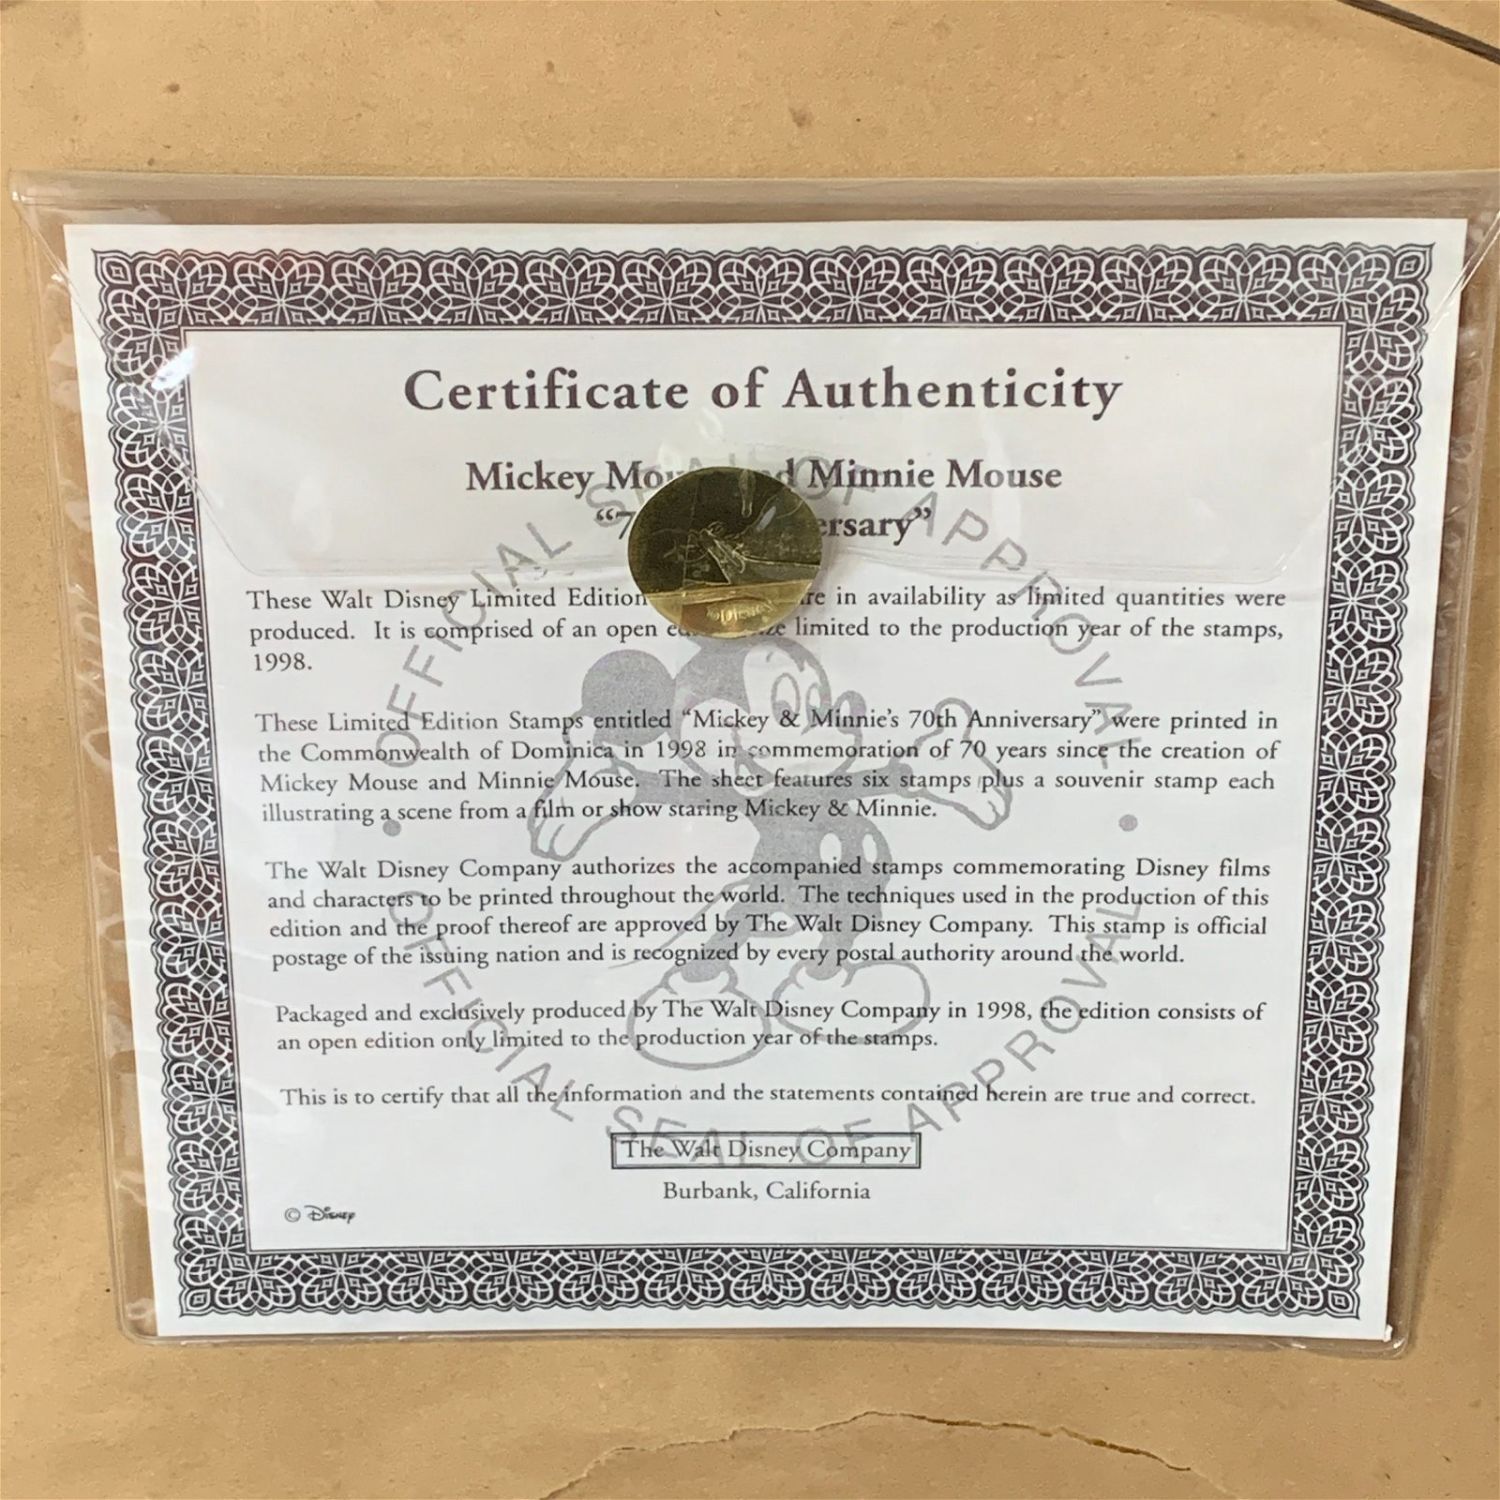 Certificate of Authenticity
Mickey Mouse and Minnie Mouse
“7 ersary”
These Walt Disney Limited Edition re in availability as limited quantities were
produced. It is comprised of an open limited to the production year of the stamps,
1998.
These Limited Edition Stamps entitled “Mickey & Minnie’s 70th Anniversary” were printed in
the Commonwealth of Dominica in 1998 in commemoration of 70 years since the creation of
Mickey Mouse and Minnie Mouse. The sheet features six stamps plus a souvenir stamp each
illustrating a scene from a film or show staring Mickey & Minnie.
The Walt Disney Company authorizes the accompanied stamps commemorating Disney films
and characters to be printed throughout the world. The techniques used in the production of this
edition and the proof thereof are approved by The Walt Disney Company. This stamp is official
postage of the issuing nation and is recognized by every postal authority around the world.
Packaged and exclusively produced by The Walt Disney Company in 1998, the edition consists of
an open edition only limited to the production year of the stamps.
This is to certify that all the information and the statements contained herein are true and correct.
The Walt Disney Company
Burbank, California
© Disney
OFFICIAL SEAL OF APPROVAL
OFFICIAL SEAL OF APPROVAL
©DISNEY